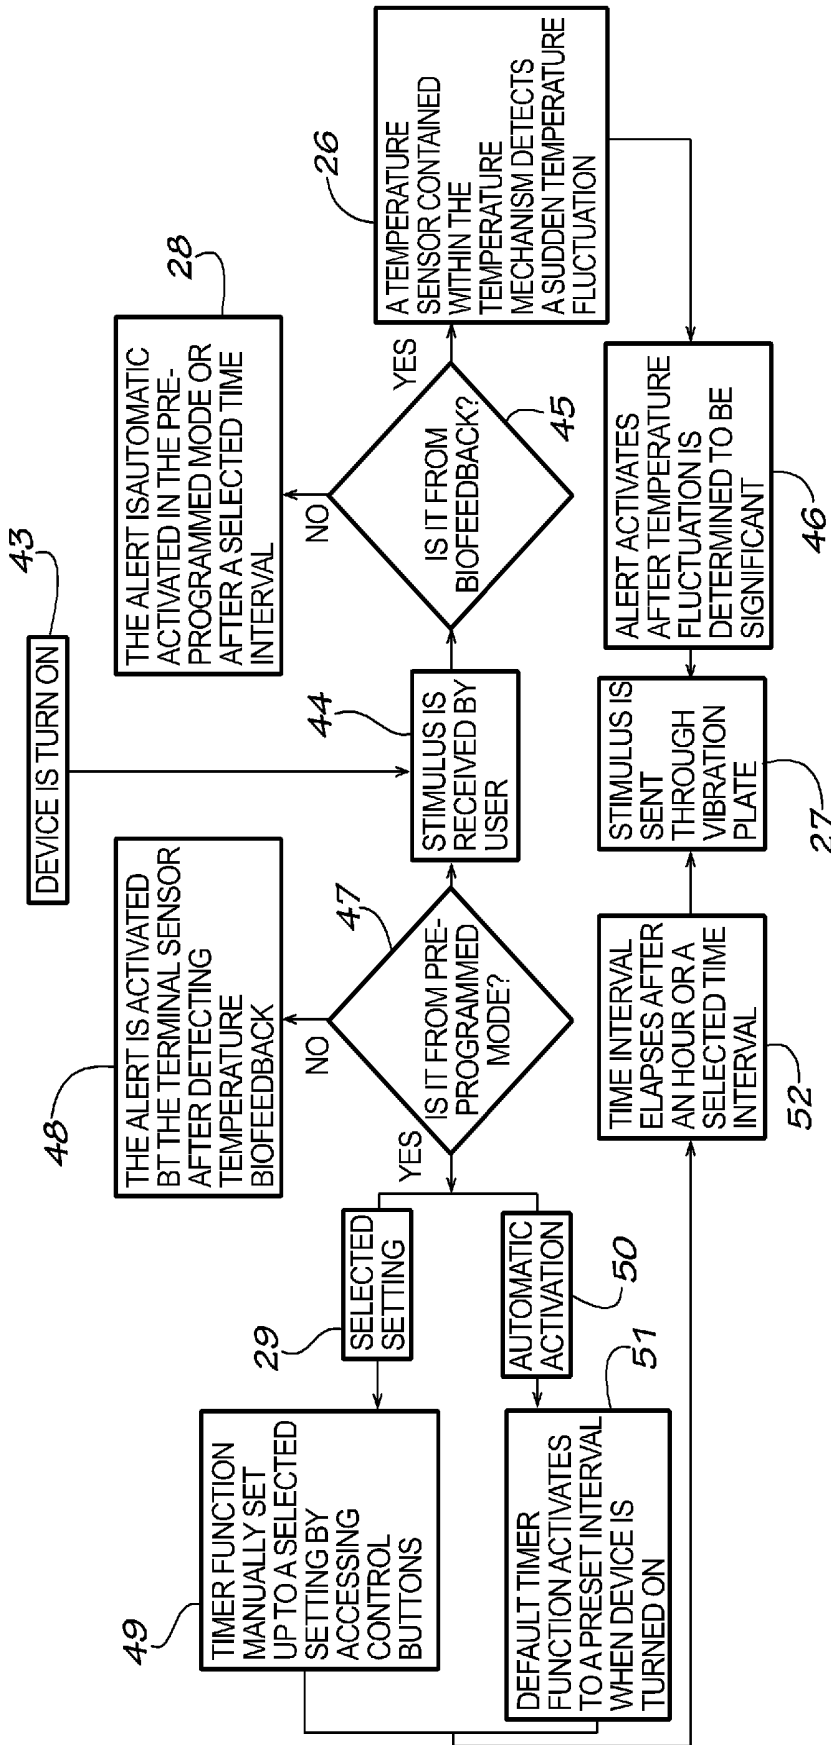 DEVICE IS TURN ON
43
THE ALERT IS ACTIVATED
BT THE TERMINAL SENSOR
AFTER DETECTING
TEMPERATURE
BIOFEEDBACK
48
THE ALERT ISAUTOMATIC
ACTIVATED IN THE PRE-
PROGRAMMED MODE OR
AFTER A SELECTED TIME
INTERVAL
28
NO
NO
TIMER FUNCTION
MANUALLY SET
UP TO A SELECTED
SETTING BY
ACCESSING
CONTROL
BUTTONS
49
SELECTED
SETTING
29
YES
IS IT FROM PRE-
PROGRAMMED
MODE?
47
STIMULUS IS
RECEIVED BY
USER
44
IS IT FROM
BIOFEEDBACK?
45
YES
A TEMPERATURE
SENSOR CONTAINED
WITHIN THE
TEMPERATURE
MECHANISM DETECTS
A SUDDEN TEMPERATURE
FLUCTUATION
26
AUTOMATIC
ACTIVATION
50
DEFAULT TIMER
FUNCTION ACTIVATES
TO A PRESET INTERVAL
WHEN DEVICE IS
TURNED ON
51
TIME INTERVAL
ELAPSES AFTER
AN HOUR OR A
SELECTED TIME
INTERVAL
52
STIMULUS IS
SENT
THROUGH
VIBRATION
PLATE
27
ALERT ACTIVATES
AFTER TEMPERATURE
FLUCTUATION IS
DETERMINED TO BE
SIGNIFICANT
46